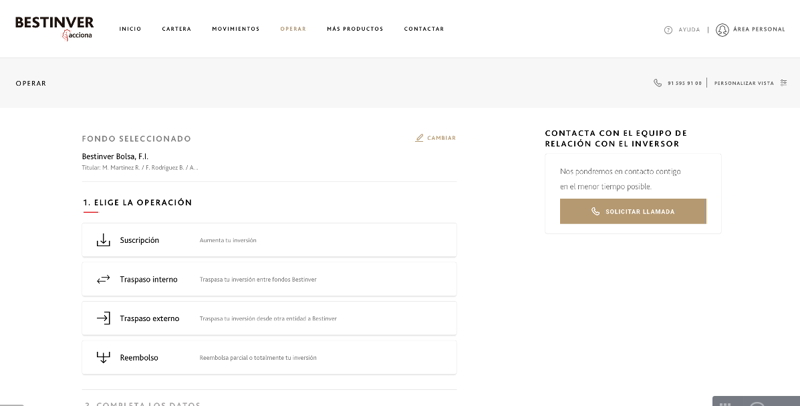 BESTINVER
acciona
INICIO CARTERA MOVIMIENTOS OPERAR MÁS PRODUCTOS CONTACTAR
AYUDA | ÁREA PERSONAL
OPERAR
91 595 91 00 | PERSONALIZAR VISTA
FONDO SELECCIONADO
CAMBIAR
Bestinver Bolsa, F.I.
Titular: M. Martínez R. / F. Rodriguez B. / A...
1. ELIGE LA OPERACIÓN
Suscripción Aumenta tu inversión
Traspaso interno Traspasa tu inversión entre fondos Bestinver
Traspaso externo Traspasa tu inversión desde otra entidad a Bestinver
Reembolso Reembolsa parcial o totalmente tu inversión
2. COMPLETA LOS DATOS
CONTACTA CON EL EQUIPO DE
RELACIÓN CON EL INVERSOR
Nos pondremos en contacto contigo
en el menor tiempo posible.
SOLICITAR LLAMADA